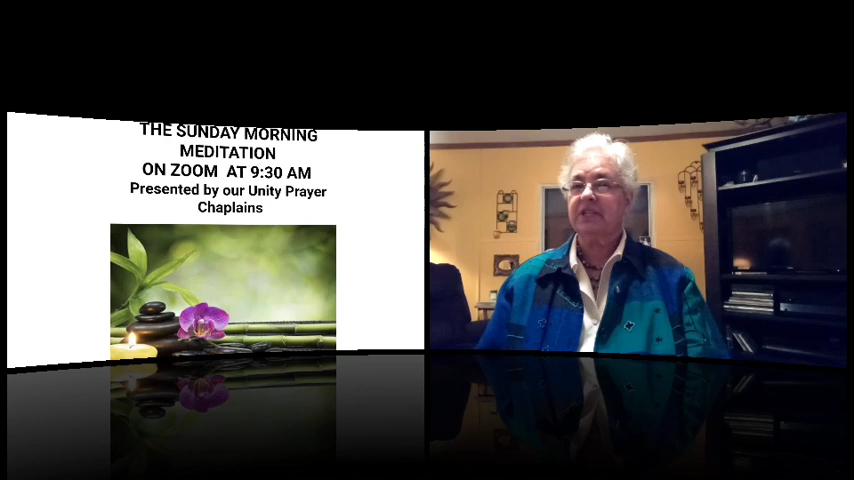 THE SUNDAY MORNING
MEDITATION
ON ZOOM AT 9:30 AM
Presented by our Unity Prayer
Chaplains